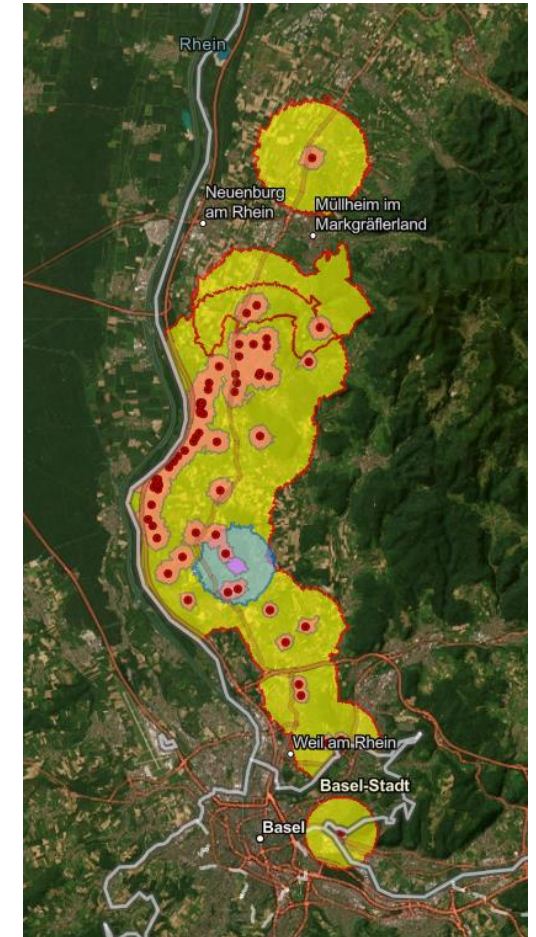 Rhein
Neuenburg
am Rhein
Müllheim im
Markgräflerland
Weil am Rhein
Basel-Stadt
Basel